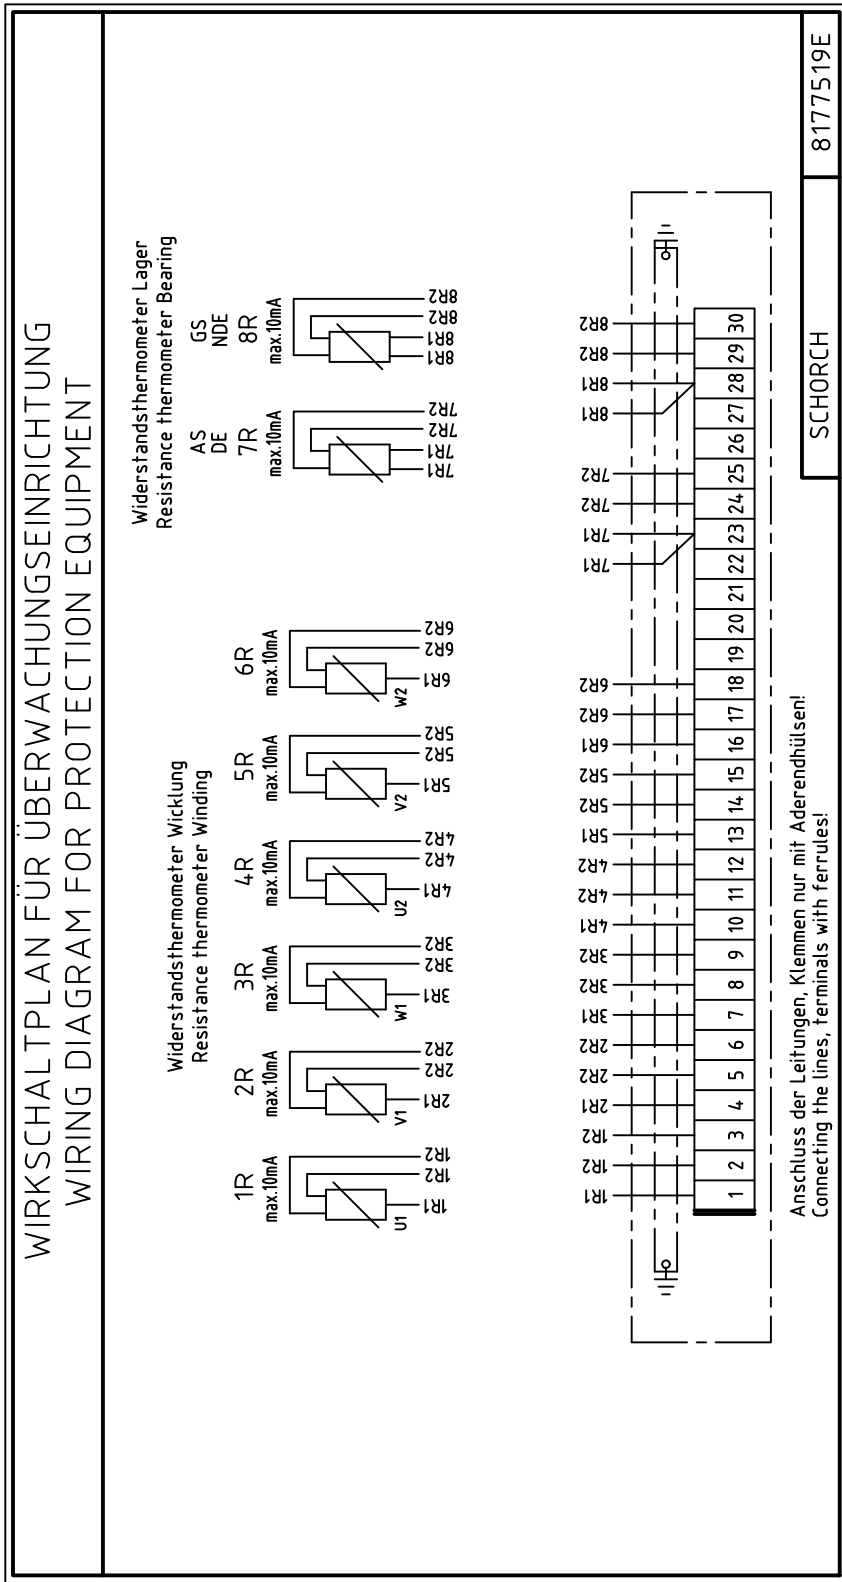 WIRKSCHALTPLAN FÜR ÜBERWACHUNGSEINRICHTUNG
WIRING DIAGRAM FOR PROTECTION EQUIPMENT
Widerstandsthermometer Wicklung
Resistance thermometer Winding
Widerstandsthermometer Lager
Resistance thermometer Bearing
AS
DE
GS
NDE
1R 2R 3R 4R 5R 6R 7R 8R
max.10mA max.10mA max.10mA max.10mA max.10mA max.10mA max.10mA max.10mA
U1 V1 W1 U2 V2 W2
1R1 1R2 1R2 2R1 2R2 2R2 3R1 3R2 3R2 4R1 4R2 4R2 5R1 5R2 5R2 6R1 6R2 6R2 7R1 7R1 7R2 7R2 8R1 8R1 8R2 8R2
1R1 1R2 1R2 2R1 2R2 2R2 3R1 3R2 3R2 4R1 4R2 4R2 5R1 5R2 5R2 6R1 6R2 6R2 7R1 7R1 7R2 7R2 8R1 8R1 8R2 8R2
1 2 3 4 5 6 7 8 9 10 11 12 13 14 15 16 17 18 19 20 21 22 23 24 25 26 27 28 29 30
Anschluss der Leitungen, Klemmen nur mit Aderendhülsen!
Connecting the lines, terminals with ferrules!
SCHORCH
8177519E